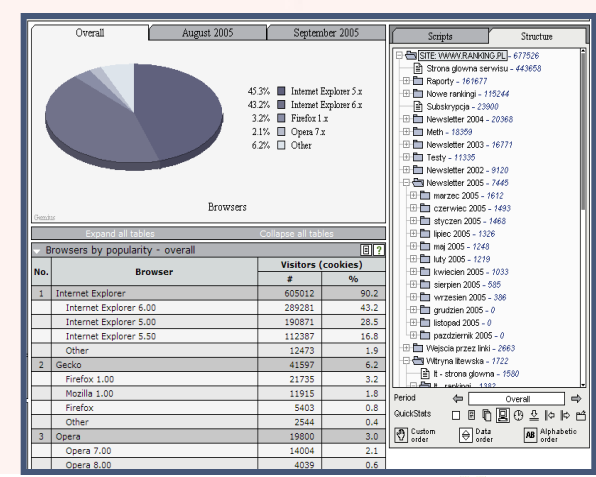 Overall
August 2005
September 2005
45.3% Internet Explorer 5.x
43.2% Internet Explorer 6.x
3.2% Firefox 1.x
2.1% Opera 7.x
6.2% Other
Browsers
Gemius
Expand all tables Collapse all tables
Browsers by popularity - overall ?
No. Browser Visitors (cookies)
# %
1 Internet Explorer 605012 90.2
Internet Explorer 6.00 289281 43.2
Internet Explorer 5.00 190871 28.5
Internet Explorer 5.50 112387 16.8
Other 12473 1.9
2 Gecko 41597 6.2
Firefox 1.00 21735 3.2
Mozilla 1.00 11915 1.8
Firefox 5403 0.8
Other 2544 0.4
3 Opera 19800 3.0
Opera 7.00 14004 2.1
Opera 8.00 4039 0.6
Scripts
Structure
SITE: WWW.RANKING.PL - 677526
Strona glowna serwisu - 443658
Raporty - 161677
Nowe rankingi - 115244
Subskrypcja - 23900
Newsletter 2004 - 20368
Meth - 18359
Newsletter 2003 - 16771
Testy - 11335
Newsletter 2002 - 9120
Newsletter 2005 - 7445
marzec 2005 - 1612
czerwiec 2005 - 1493
styczen 2005 - 1468
lipiec 2005 - 1326
maj 2005 - 1248
luty 2005 - 1219
kwiecien 2005 - 1033
sierpien 2005 - 585
wrzesien 2005 - 386
grudzien 2005 - 0
listopad 2005 - 0
pazdziernik 2005 - 0
Wejscia przez linki - 2663
Witryna litewska - 1722
lt - strona glowna - 1580
lt - rankingi - 1382
Period Overall
QuickStats
Custom order
Data order
AB Alphabetic order